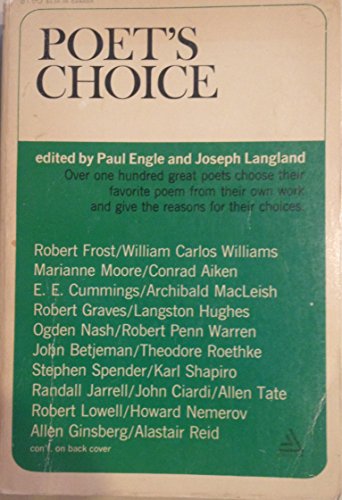 POET'S
CHOICE
edited by Paul Engle and Joseph Langland
Over one hundred great poets choose their
favorite poem from their own work
and give the reasons for their choices.
Robert Frost/William Carlos Williams
Marianne Moore/Conrad Aiken
E. E. Cummings/Archibald MacLeish
Robert Graves/Langston Hughes
Ogden Nash/Robert Penn Warren
John Betjeman/Theodore Roethke
Stephen Spender/Karl Shapiro
Randall Jarrell/John Ciardi/Allen Tate
Robert Lowell/Howard Nemerov
Allen Ginsberg/Alastair Reid
con't. on back cover